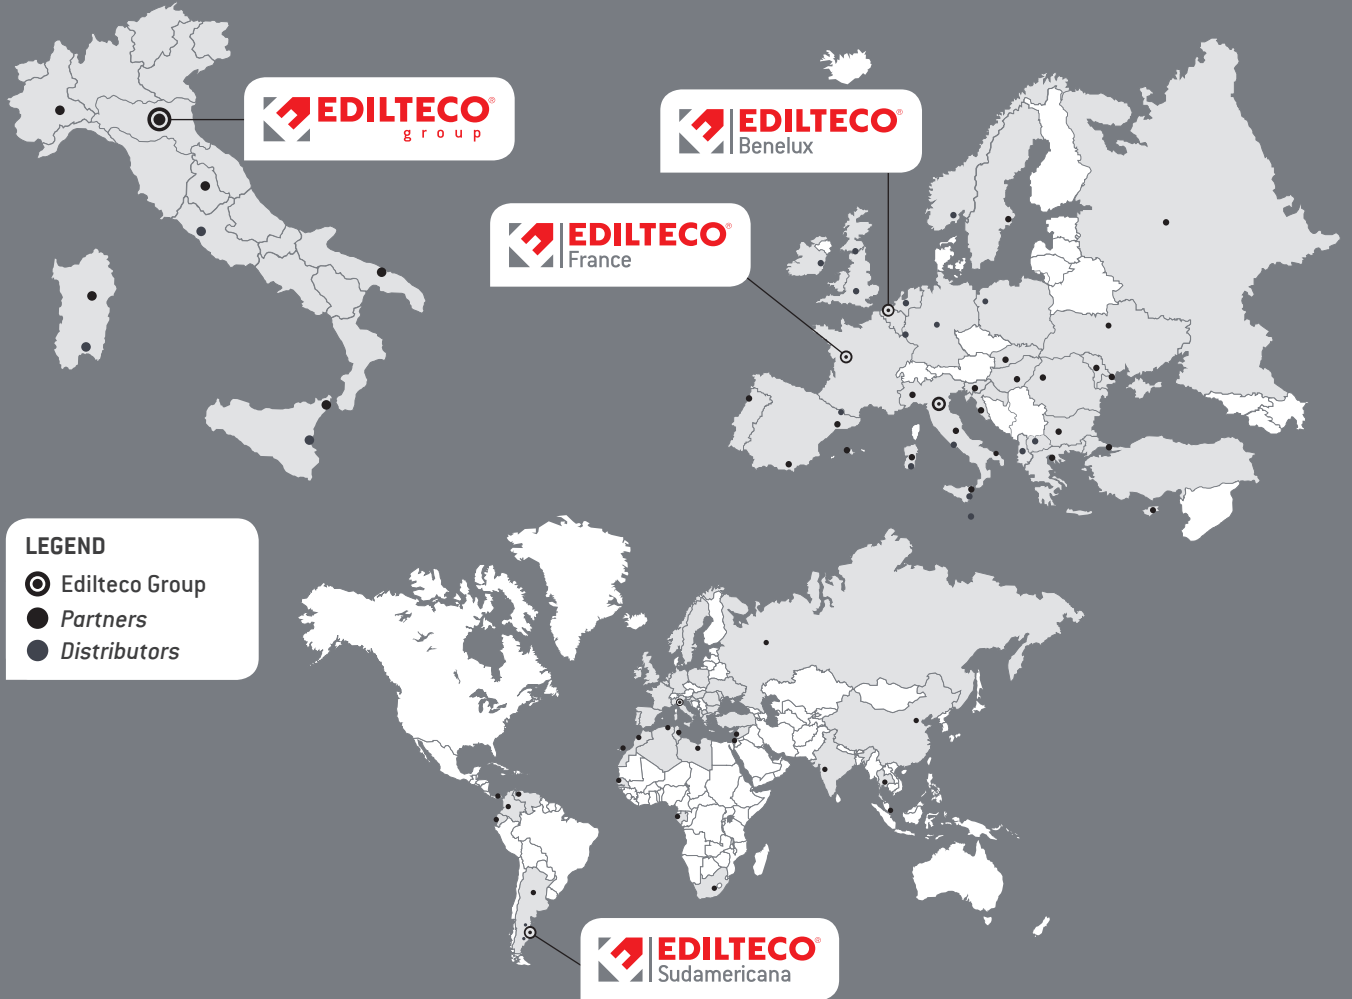 EDILTECO®
group
EDILTECO®
Benelux
EDILTECO®
France
LEGEND
Edilteco Group
Partners
Distributors
EDILTECO®
Sudamericana